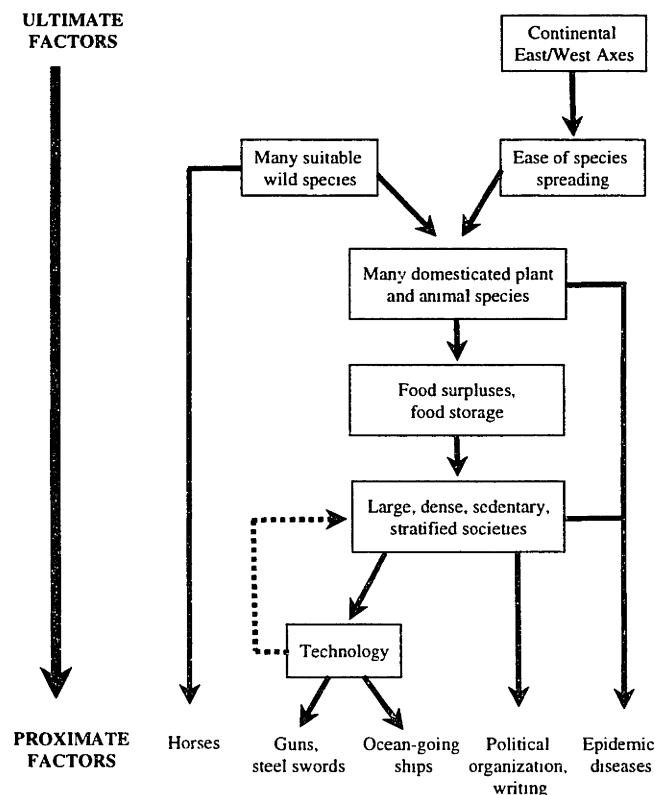 ULTIMATE
FACTORS
Continental
East/West Axes
Many suitable
wild species
Ease of species
spreading
Many domesticated plant
and animal species
Food surpluses,
food storage
Large, dense, sedentary,
stratified societies
Technology
PROXIMATE
FACTORS
Horses
Guns,
steel swords
Ocean-going
ships
Political
organization,
writing
Epidemic
diseases